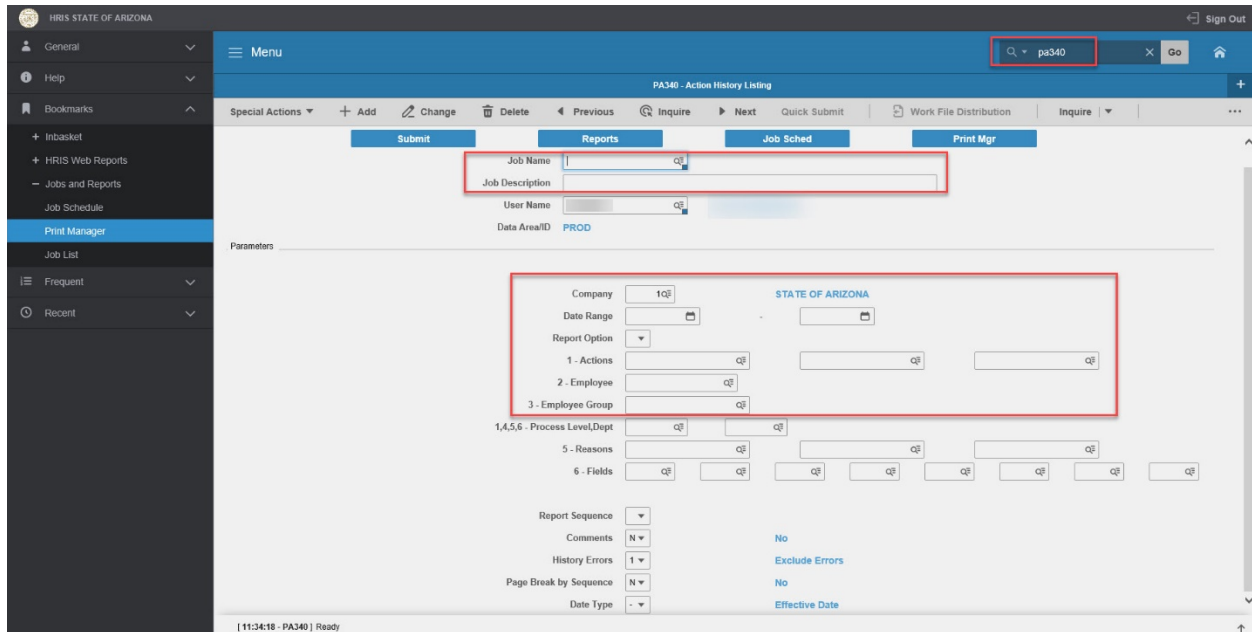 HRIS STATE OF ARIZONA
Sign Out
General
Help
Bookmarks
+ Inbasket
+ HRIS Web Reports
− Jobs and Reports
Job Schedule
Print Manager
Job List
Frequent
Recent
Menu
pa340
Go
PA340 - Action History Listing
+
Special Actions + Add Change Delete Previous Inquire Next Quick Submit Work File Distribution Inquire ...
Submit Reports Job Sched Print Mgr
Job Name
Job Description
User Name
Data Area/ID PROD
Parameters
Company 1 STATE OF ARIZONA
Date Range -
Report Option
1 - Actions
2 - Employee
3 - Employee Group
1,4,5,6 - Process Level,Dept
5 - Reasons
6 - Fields
Report Sequence
Comments N No
History Errors 1 Exclude Errors
Page Break by Sequence N No
Date Type - Effective Date
[ 11:34:18 - PA340 ] Ready